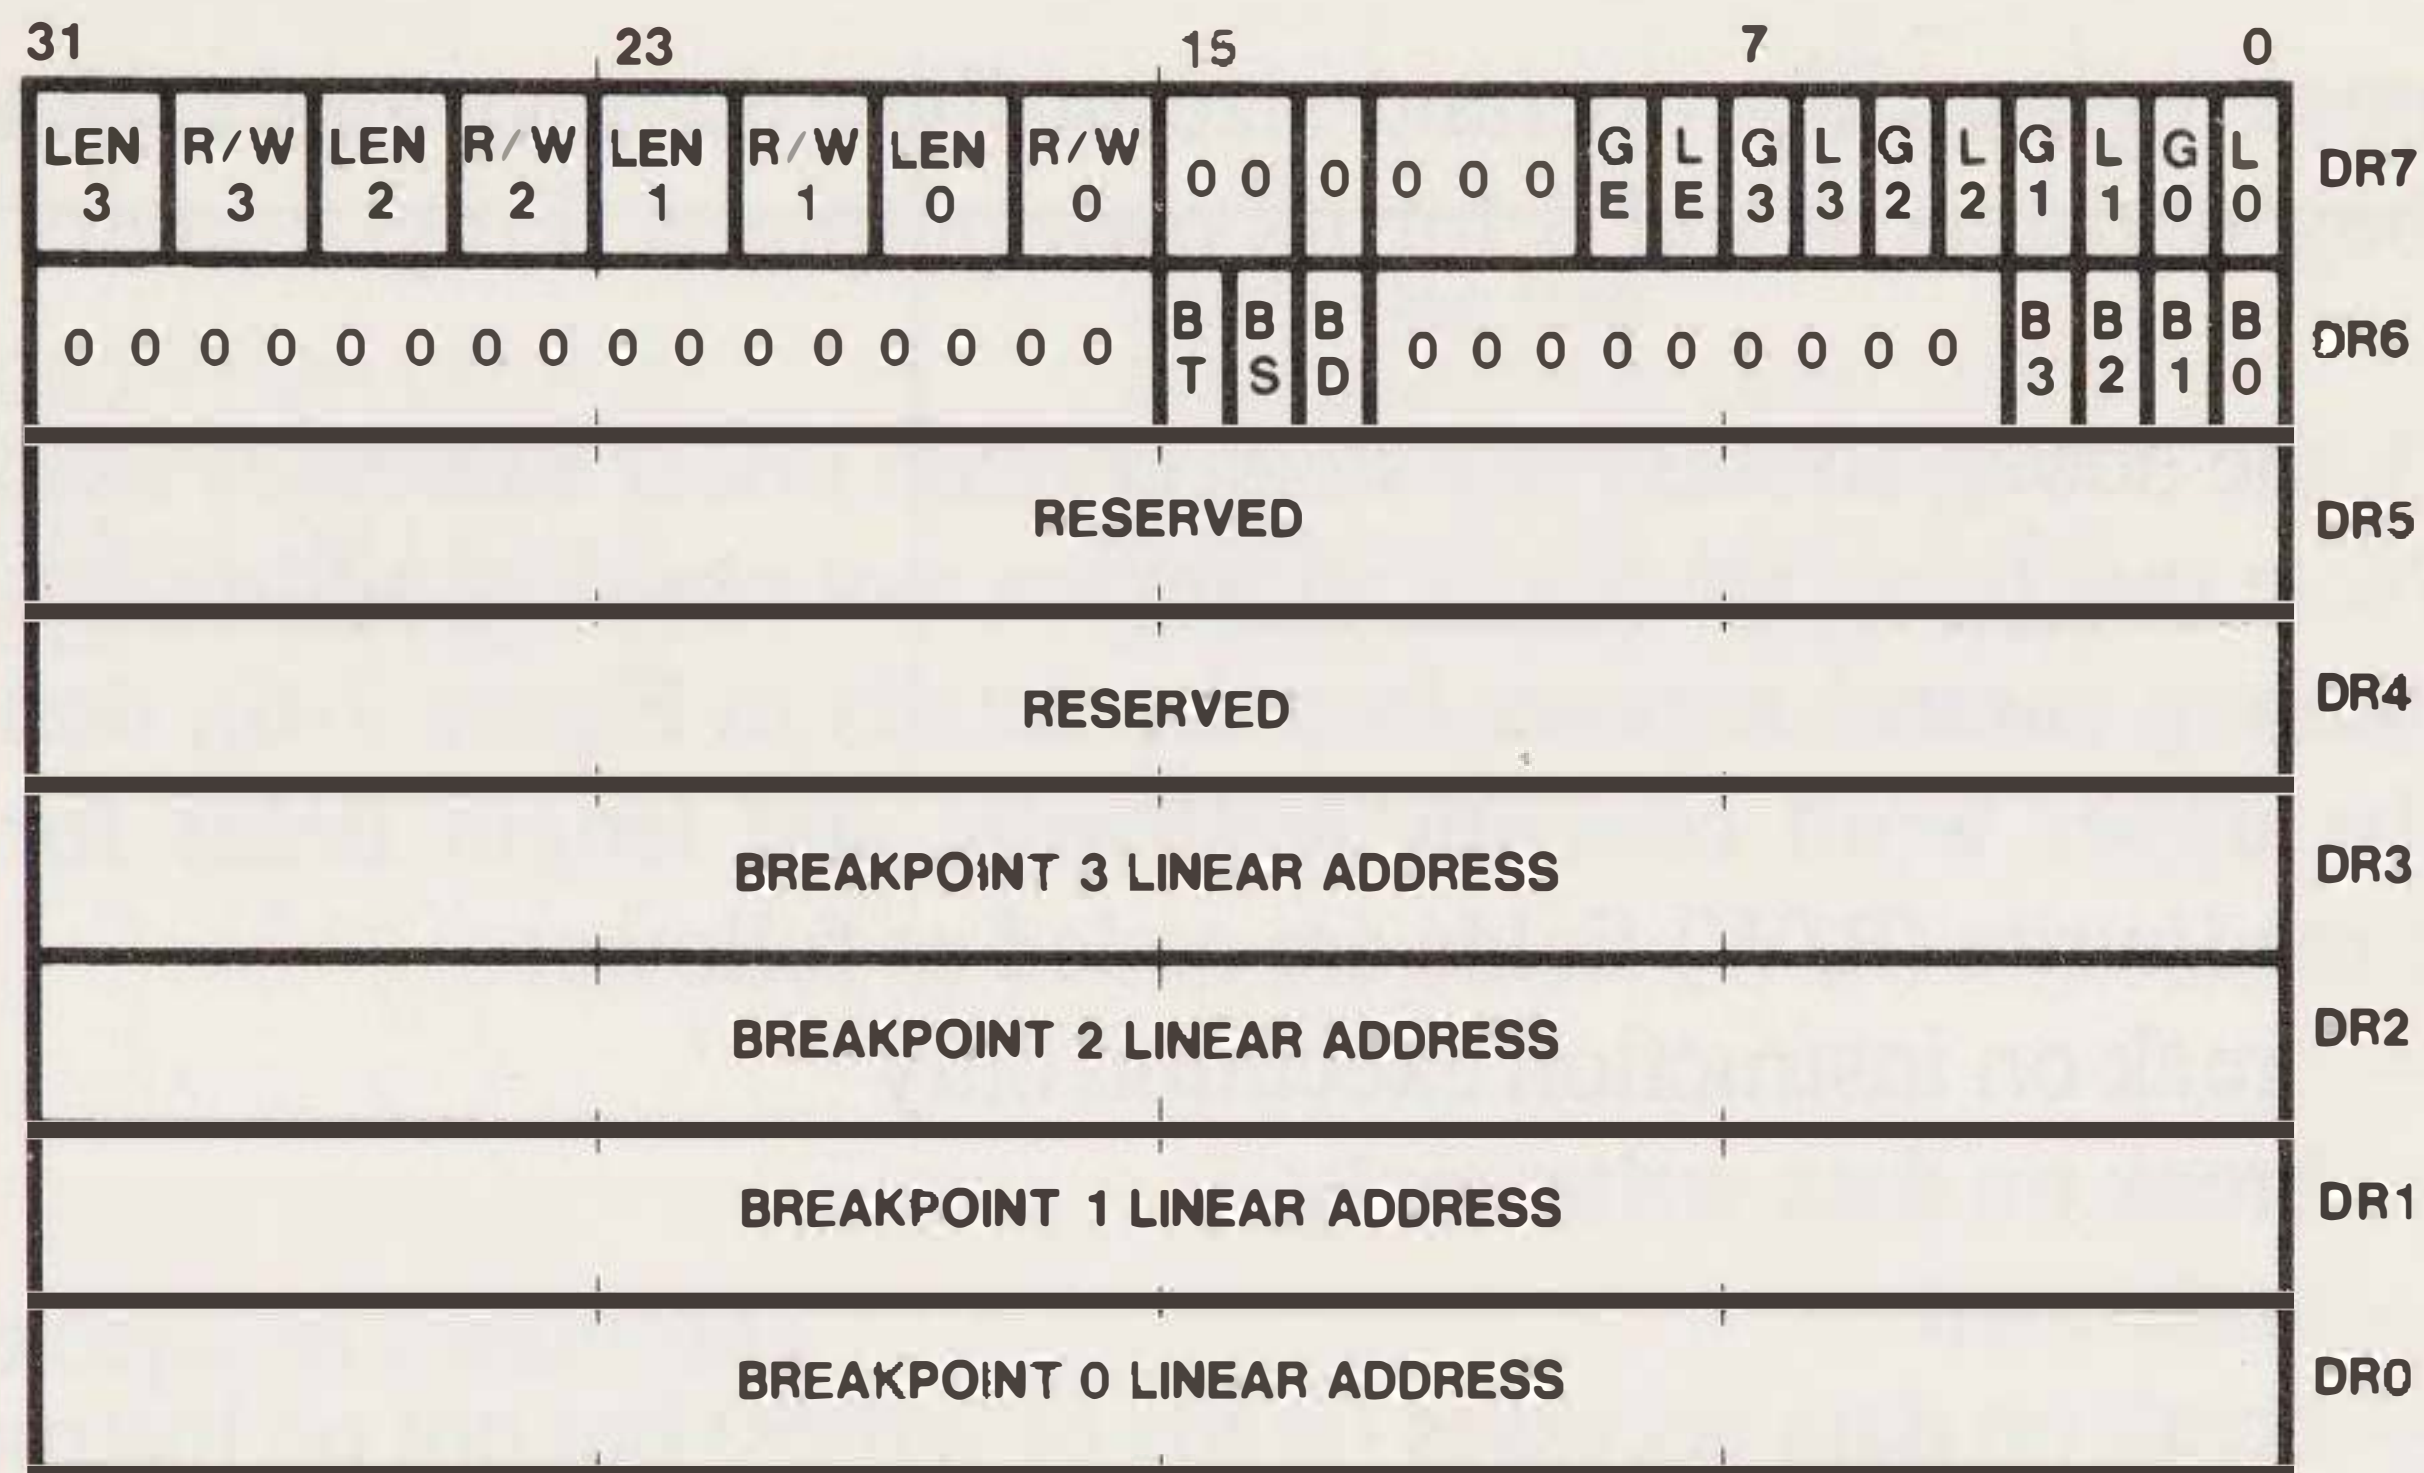 31 23 15 7 0
LEN R/W LEN R/W LEN R/W LEN R/W G L G L G L G L G L
3 3 2 2 1 1 0 0 0 0 0 0 0 0 E E 3 3 2 2 1 1 0 0 DR7
B B B B B B B
0 0 0 0 0 0 0 0 0 0 0 0 0 0 0 0 T S D 0 0 0 0 0 0 0 0 0 3 2 1 0 DR6
RESERVED DR5
RESERVED DR4
BREAKPOINT 3 LINEAR ADDRESS DR3
BREAKPOINT 2 LINEAR ADDRESS DR2
BREAKPOINT 1 LINEAR ADDRESS DR1
BREAKPOINT 0 LINEAR ADDRESS DR0